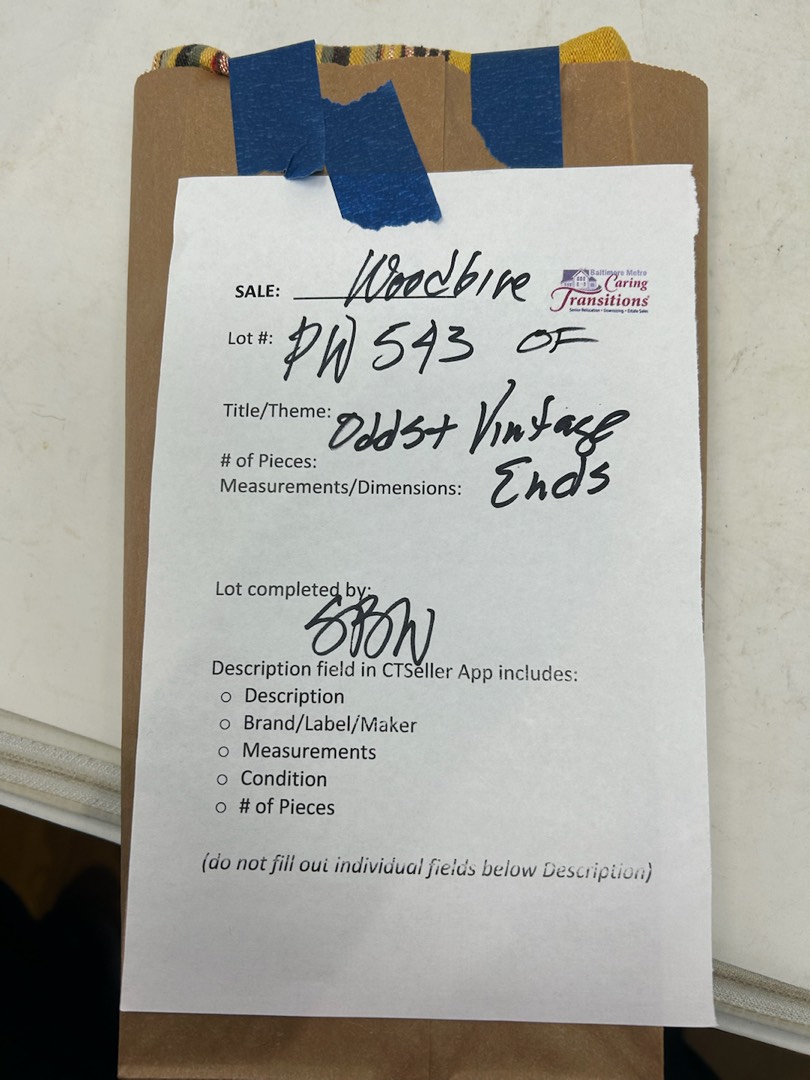 SALE: Woodbine
Baltimore Metro
Caring
Transitions
Senior Relocation • Downsizing • Estate Sales
Lot #: PW 543 OF
Title/Theme: Odds + Vintage
# of Pieces:
Measurements/Dimensions: Ends
Lot completed by:
SBW
Description field in CTSeller App includes:
○ Description
○ Brand/Label/Maker
○ Measurements
○ Condition
○ # of Pieces
(do not fill out individual fields below Description)